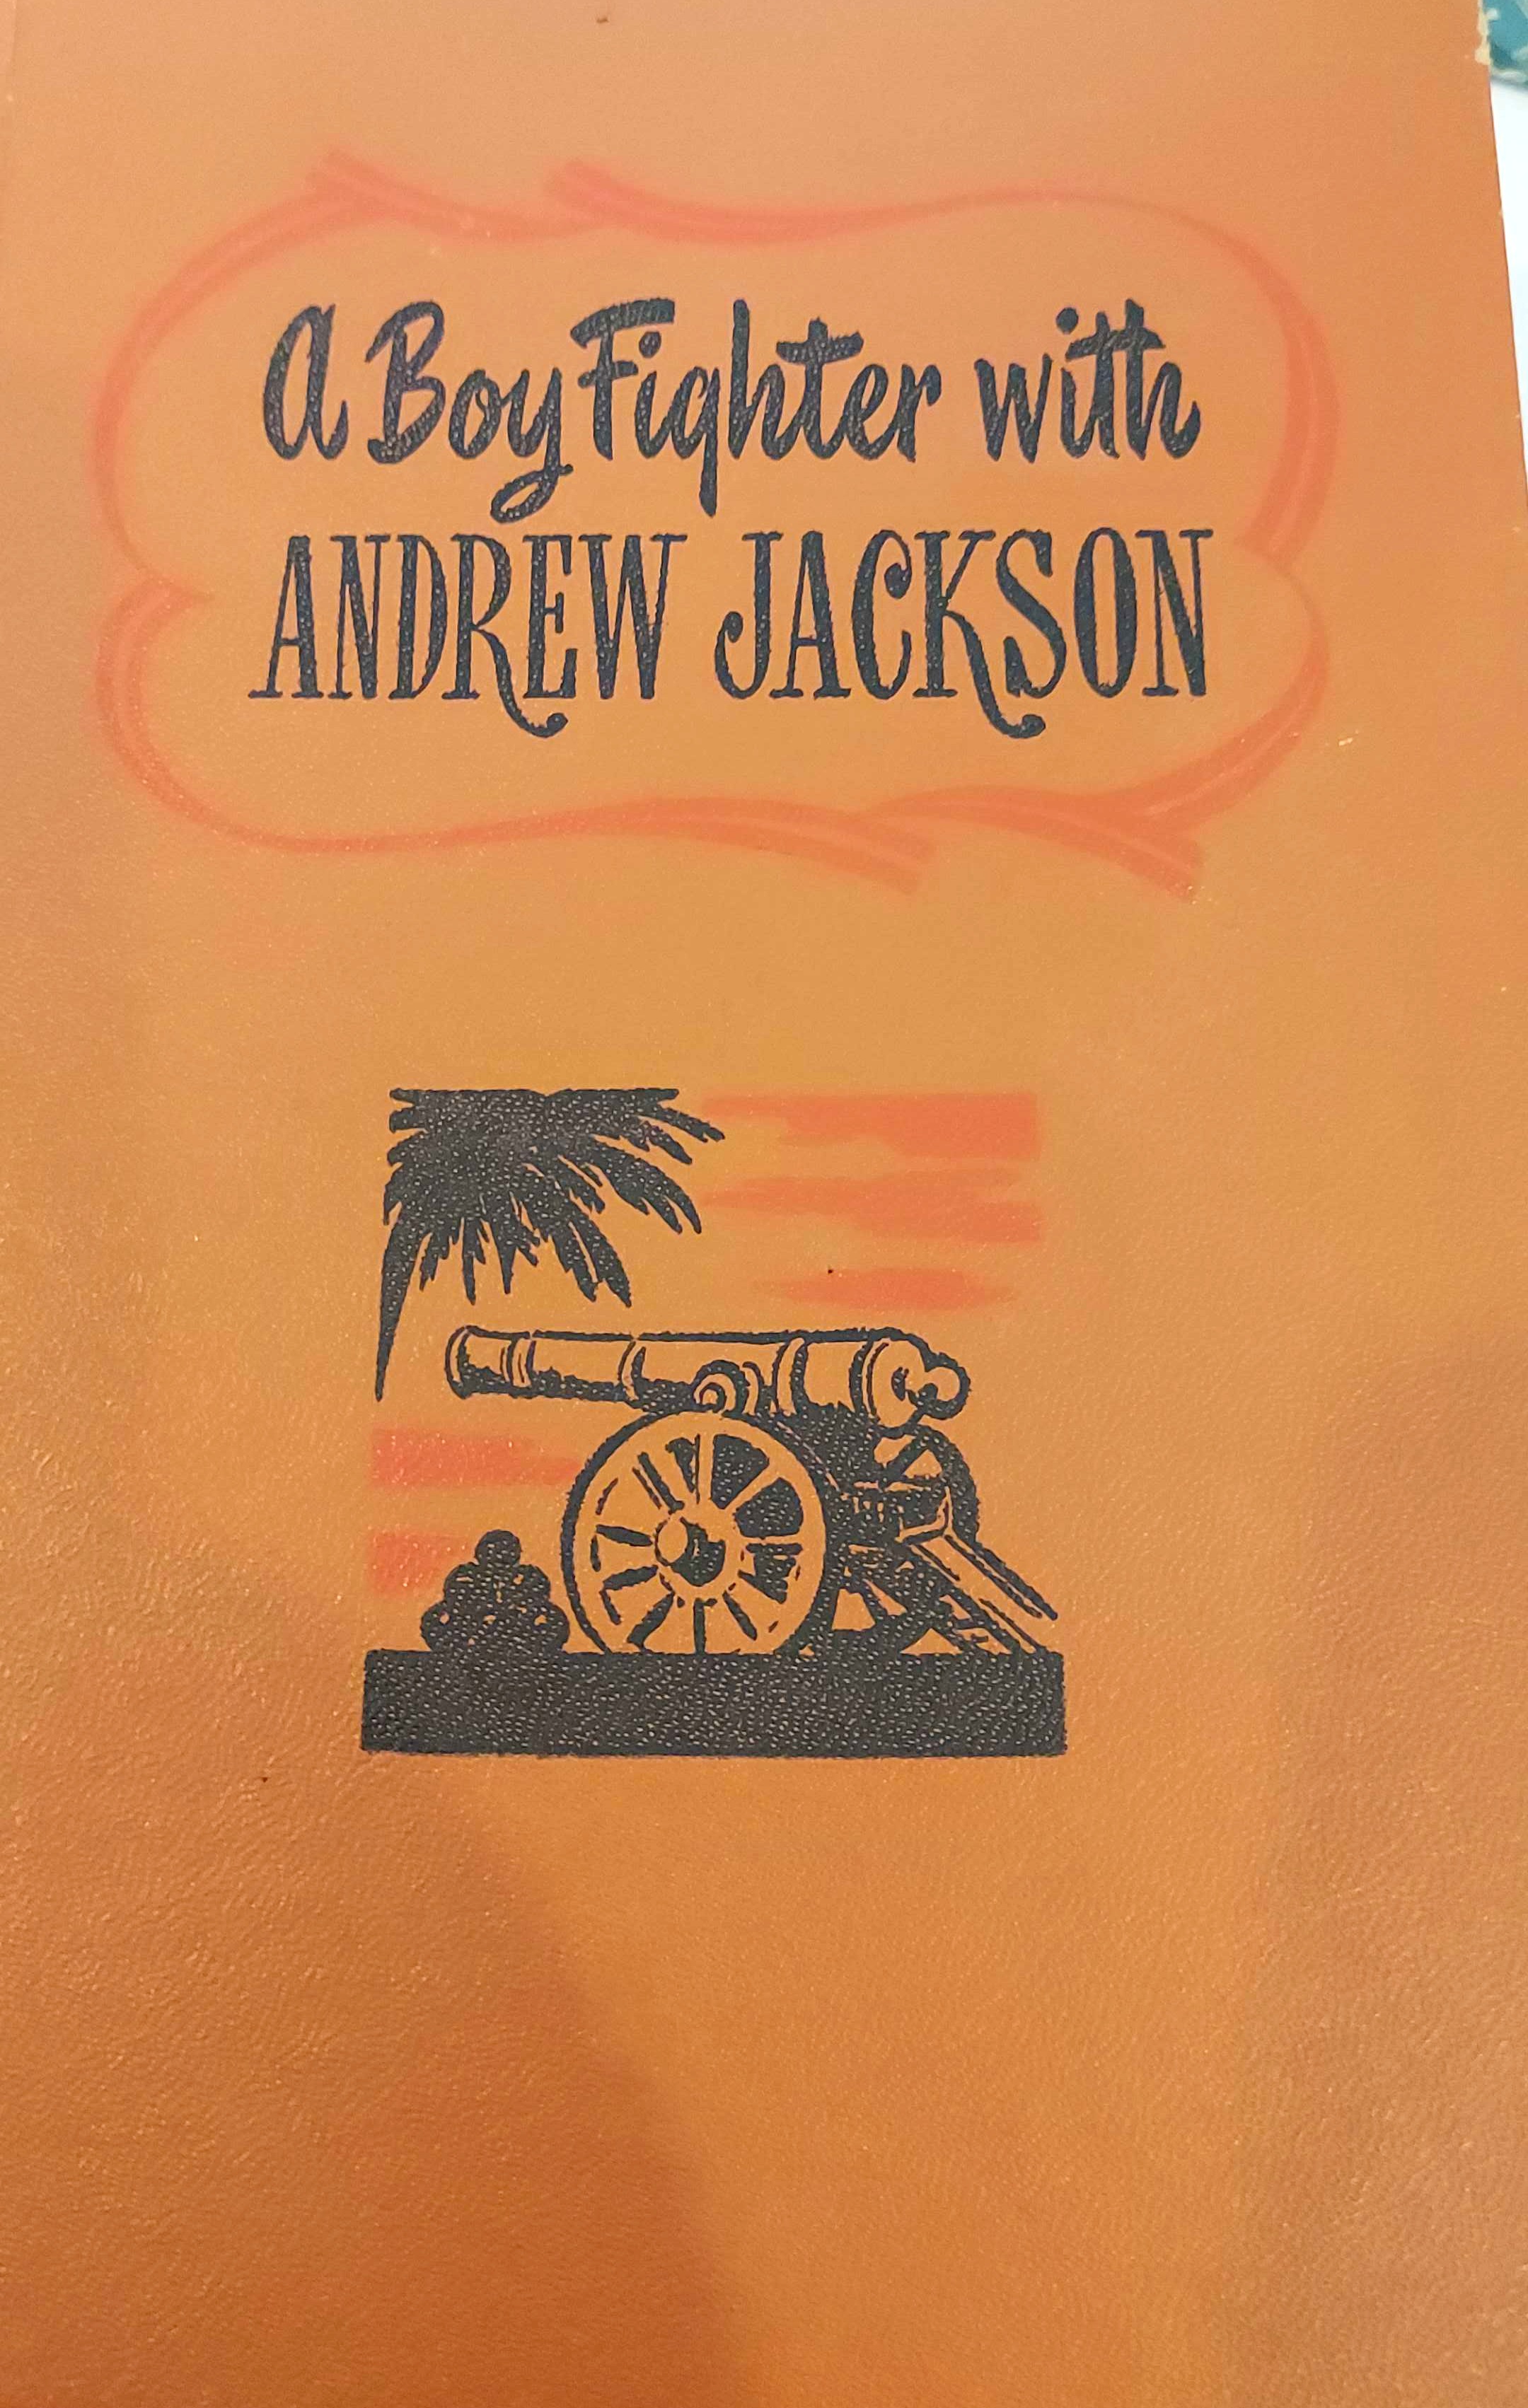 A Boy Fighter with
ANDREW JACKSON